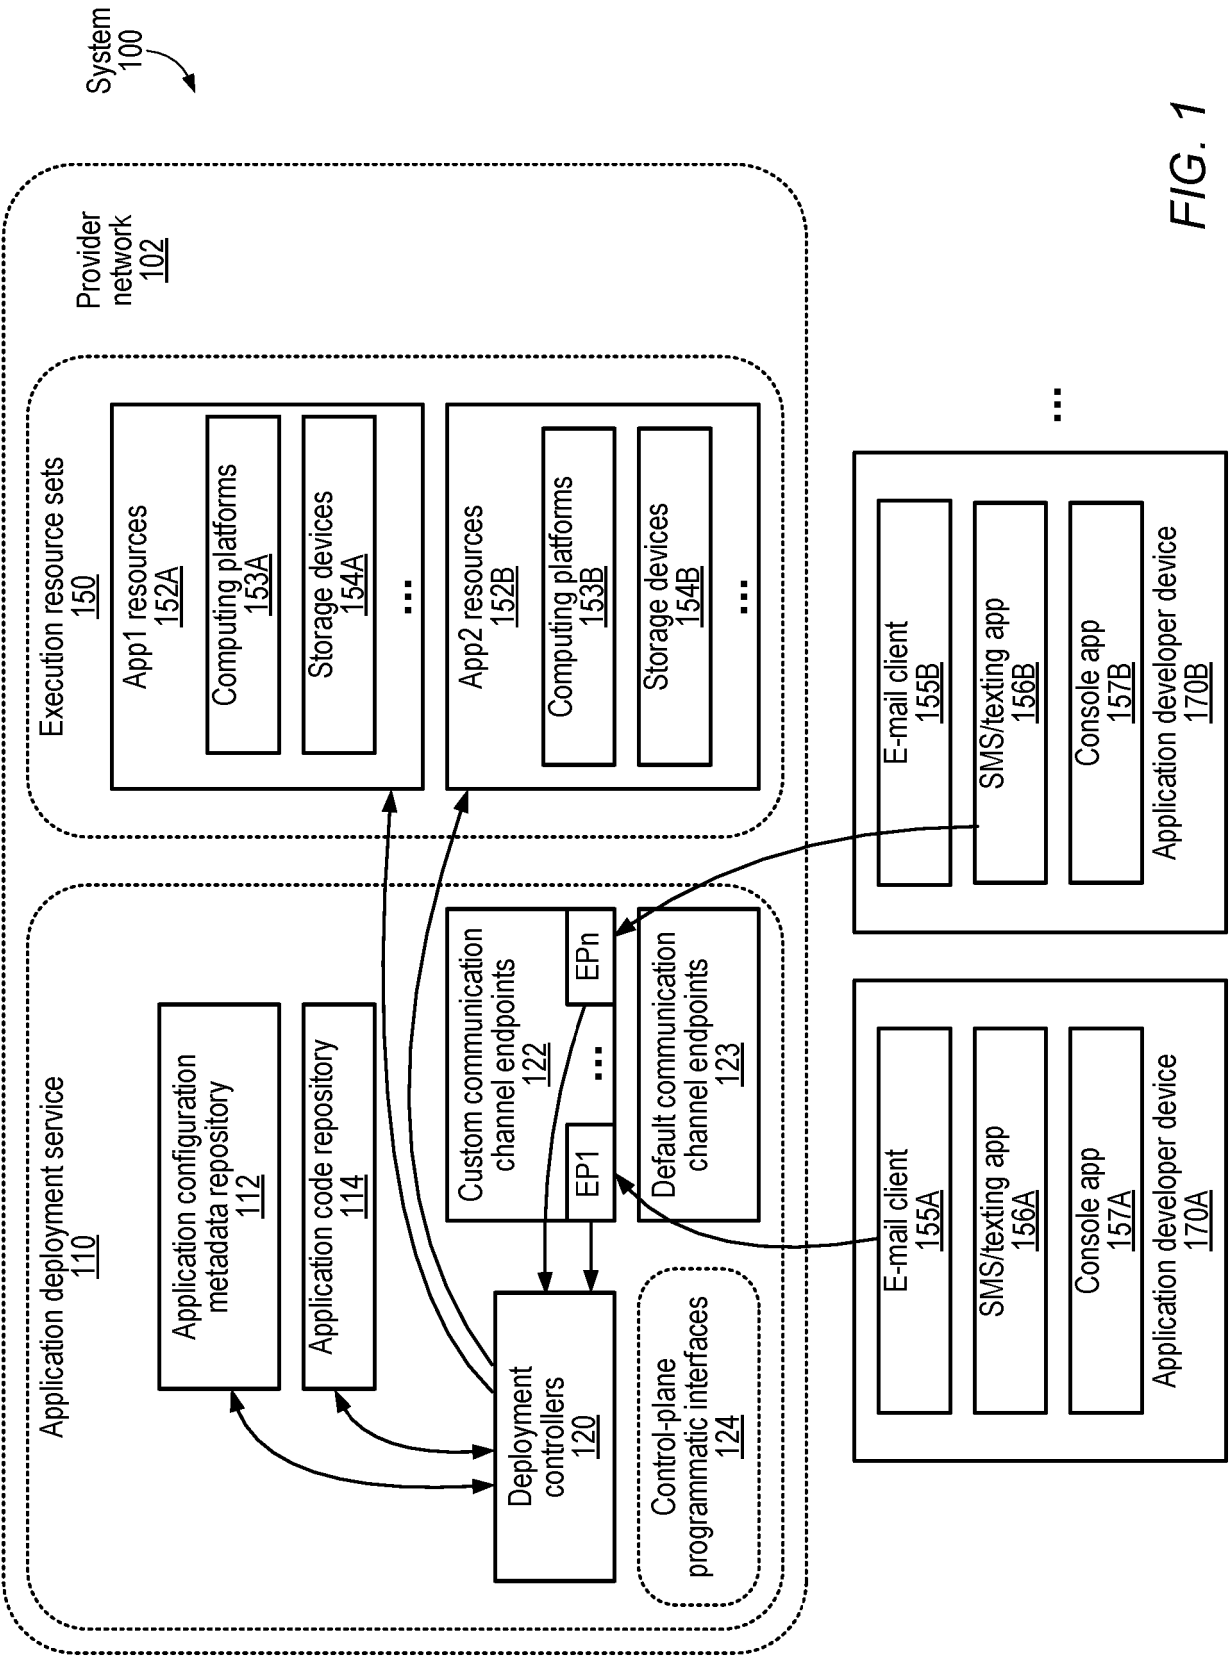 System
100
Provider
network
102
Application deployment service
110
Application configuration
metadata repository
112
Application code repository
114
Deployment
controllers
120
Custom communication
channel endpoints
122
EP1
...
EPn
Control-plane
programmatic interfaces
124
Default communication
channel endpoints
123
Execution resource sets
150
App1 resources
152A
Computing platforms
153A
Storage devices
154A
...
App2 resources
152B
Computing platforms
153B
Storage devices
154B
...
E-mail client
155A
SMS/texting app
156A
Console app
157A
Application developer device
170A
E-mail client
155B
SMS/texting app
156B
Console app
157B
Application developer device
170B
...
FIG. 1